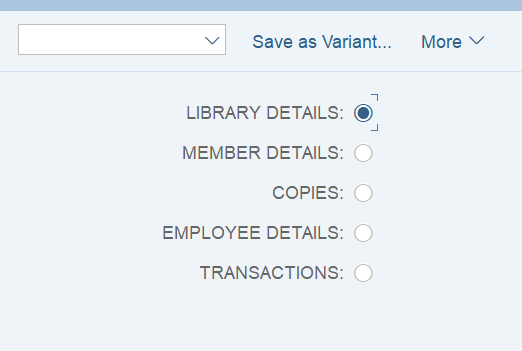 Save as Variant... More
LIBRARY DETAILS:
MEMBER DETAILS:
COPIES:
EMPLOYEE DETAILS:
TRANSACTIONS: